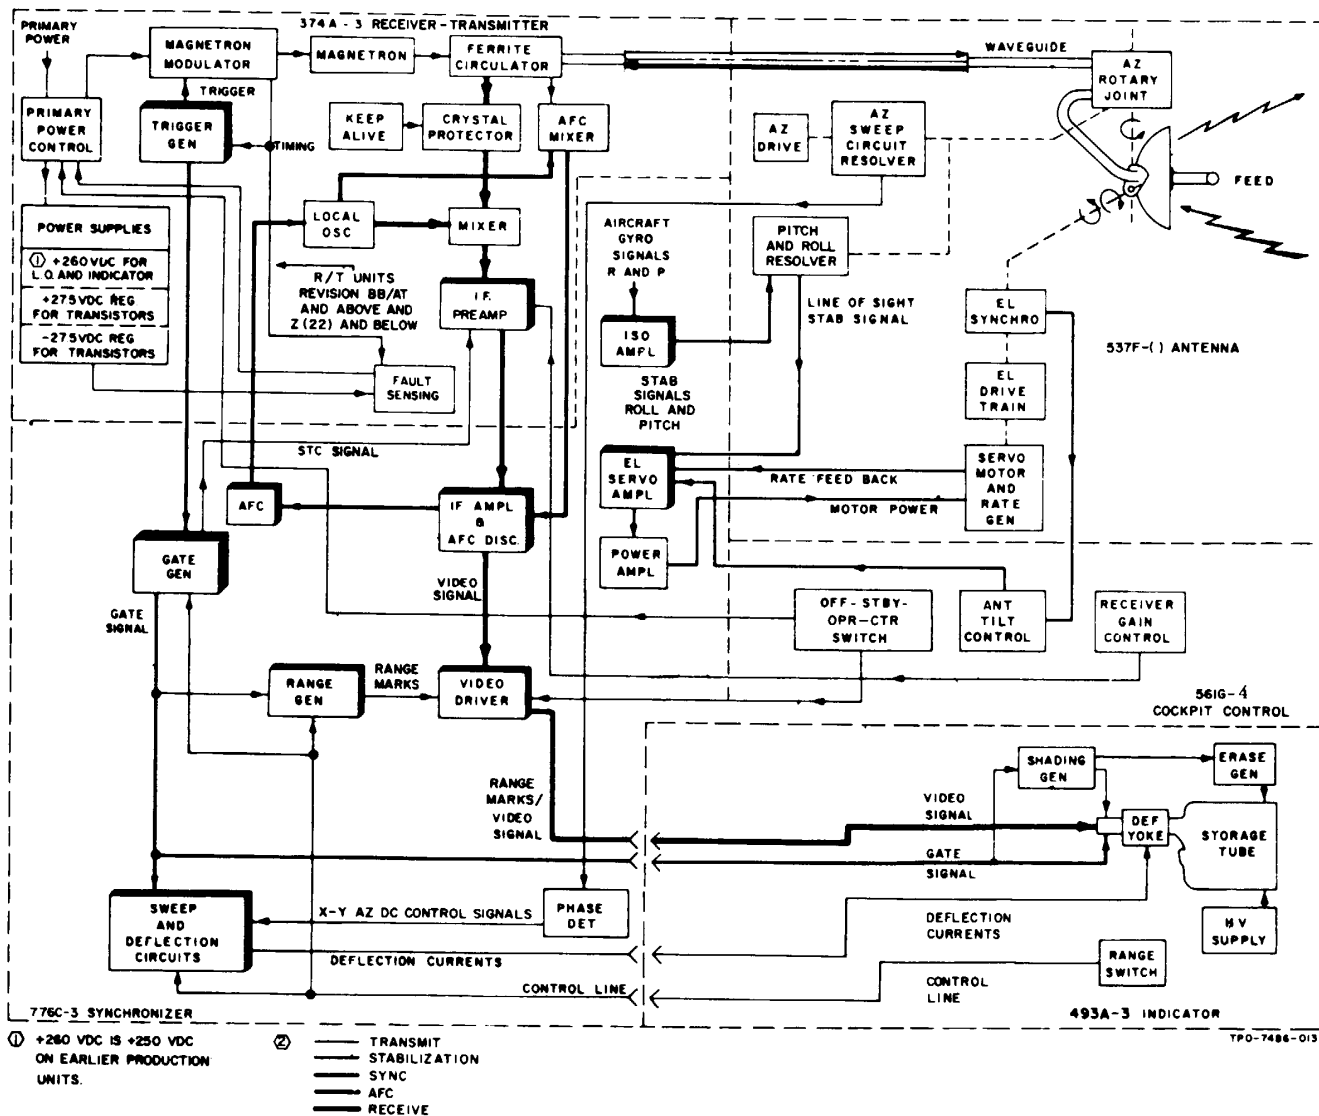 374A-3 RECEIVER-TRANSMITTER
PRIMARY
POWER
MAGNETRON
MODULATOR
MAGNETRON
FERRITE
CIRCULATOR
WAVEGUIDE
AZ
ROTARY
JOINT
TRIGGER
PRIMARY
POWER
CONTROL
TRIGGER
GEN
TIMING
KEEP
ALIVE
CRYSTAL
PROTECTOR
AFC
MIXER
AZ
DRIVE
AZ
SWEEP
CIRCUIT
RESOLVER
FEED
POWER SUPPLIES
1 +260VDC FOR
L.O. AND INDICATOR
+27.5VDC REG
FOR TRANSISTORS
-27.5VDC REG
FOR TRANSISTORS
LOCAL
OSC
MIXER
AIRCRAFT
GYRO
SIGNALS
R AND P
PITCH
AND ROLL
RESOLVER
R/T UNITS
REVISION BB/AT
AND ABOVE AND
Z (22) AND BELOW
I.F.
PREAMP
ISO
AMPL
LINE OF SIGHT
STAB SIGNAL
EL
SYNCHRO
537F-( ) ANTENNA
FAULT
SENSING
STAB
SIGNALS
ROLL AND
PITCH
EL
DRIVE
TRAIN
STC SIGNAL
EL
SERVO
AMPL
RATE FEED BACK
MOTOR POWER
SERVO
MOTOR
AND
RATE
GEN
AFC
IF AMPL
&
AFC DISC.
POWER
AMPL
GATE
GEN
GATE
SIGNAL
VIDEO
SIGNAL
OFF-STBY-
OPR-CTR
SWITCH
ANT
TILT
CONTROL
RECEIVER
GAIN
CONTROL
RANGE
GEN
RANGE
MARKS
VIDEO
DRIVER
561G-4
COCKPIT CONTROL
RANGE
MARKS/
VIDEO
SIGNAL
SHADING
GEN
ERASE
GEN
VIDEO
SIGNAL
DEF
YOKE
STORAGE
TUBE
GATE
SIGNAL
SWEEP
AND
DEFLECTION
CIRCUITS
X-Y AZ DC CONTROL SIGNALS
PHASE
DET
DEFLECTION CURRENTS
DEFLECTION
CURRENTS
HV
SUPPLY
RANGE
SWITCH
CONTROL LINE
CONTROL
LINE
776C-3 SYNCHRONIZER
493A-3 INDICATOR
TPO-7486-013
1 +260 VDC IS +250 VDC
ON EARLIER PRODUCTION
UNITS.
2 TRANSMIT
STABILIZATION
SYNC
AFC
RECEIVE